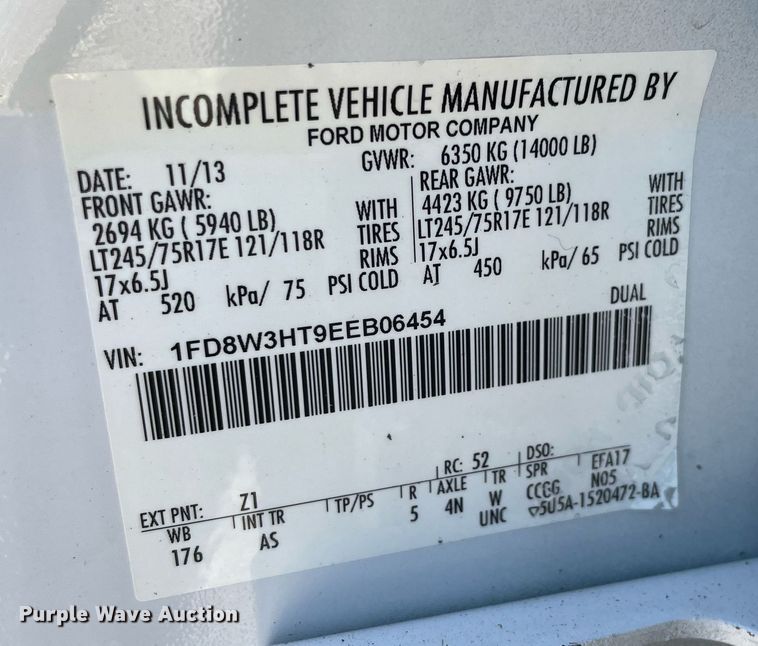 INCOMPLETE VEHICLE MANUFACTURED BY
FORD MOTOR COMPANY
DATE: 11/13
GVWR: 6350 KG (14000 LB)
FRONT GAWR:
2694 KG ( 5940 LB) WITH
LT245/75R17E 121/118R TIRES
17x6.5J RIMS
AT 520 kPa/ 75 PSI COLD
REAR GAWR:
4423 KG ( 9750 LB) WITH
LT245/75R17E 121/118R TIRES
17x6.5J RIMS
AT 450 kPa/ 65 PSI COLD
DUAL
VIN: 1FD8W3HT9EEB06454
EXT PNT: Z1 RC: 52 DSO:
WB INT TR TP/PS R AXLE TR SPR EFA17
176 AS 5 4N W CCGG N05
UNC ▽5U5A-1520472-BA
Purple Wave Auction